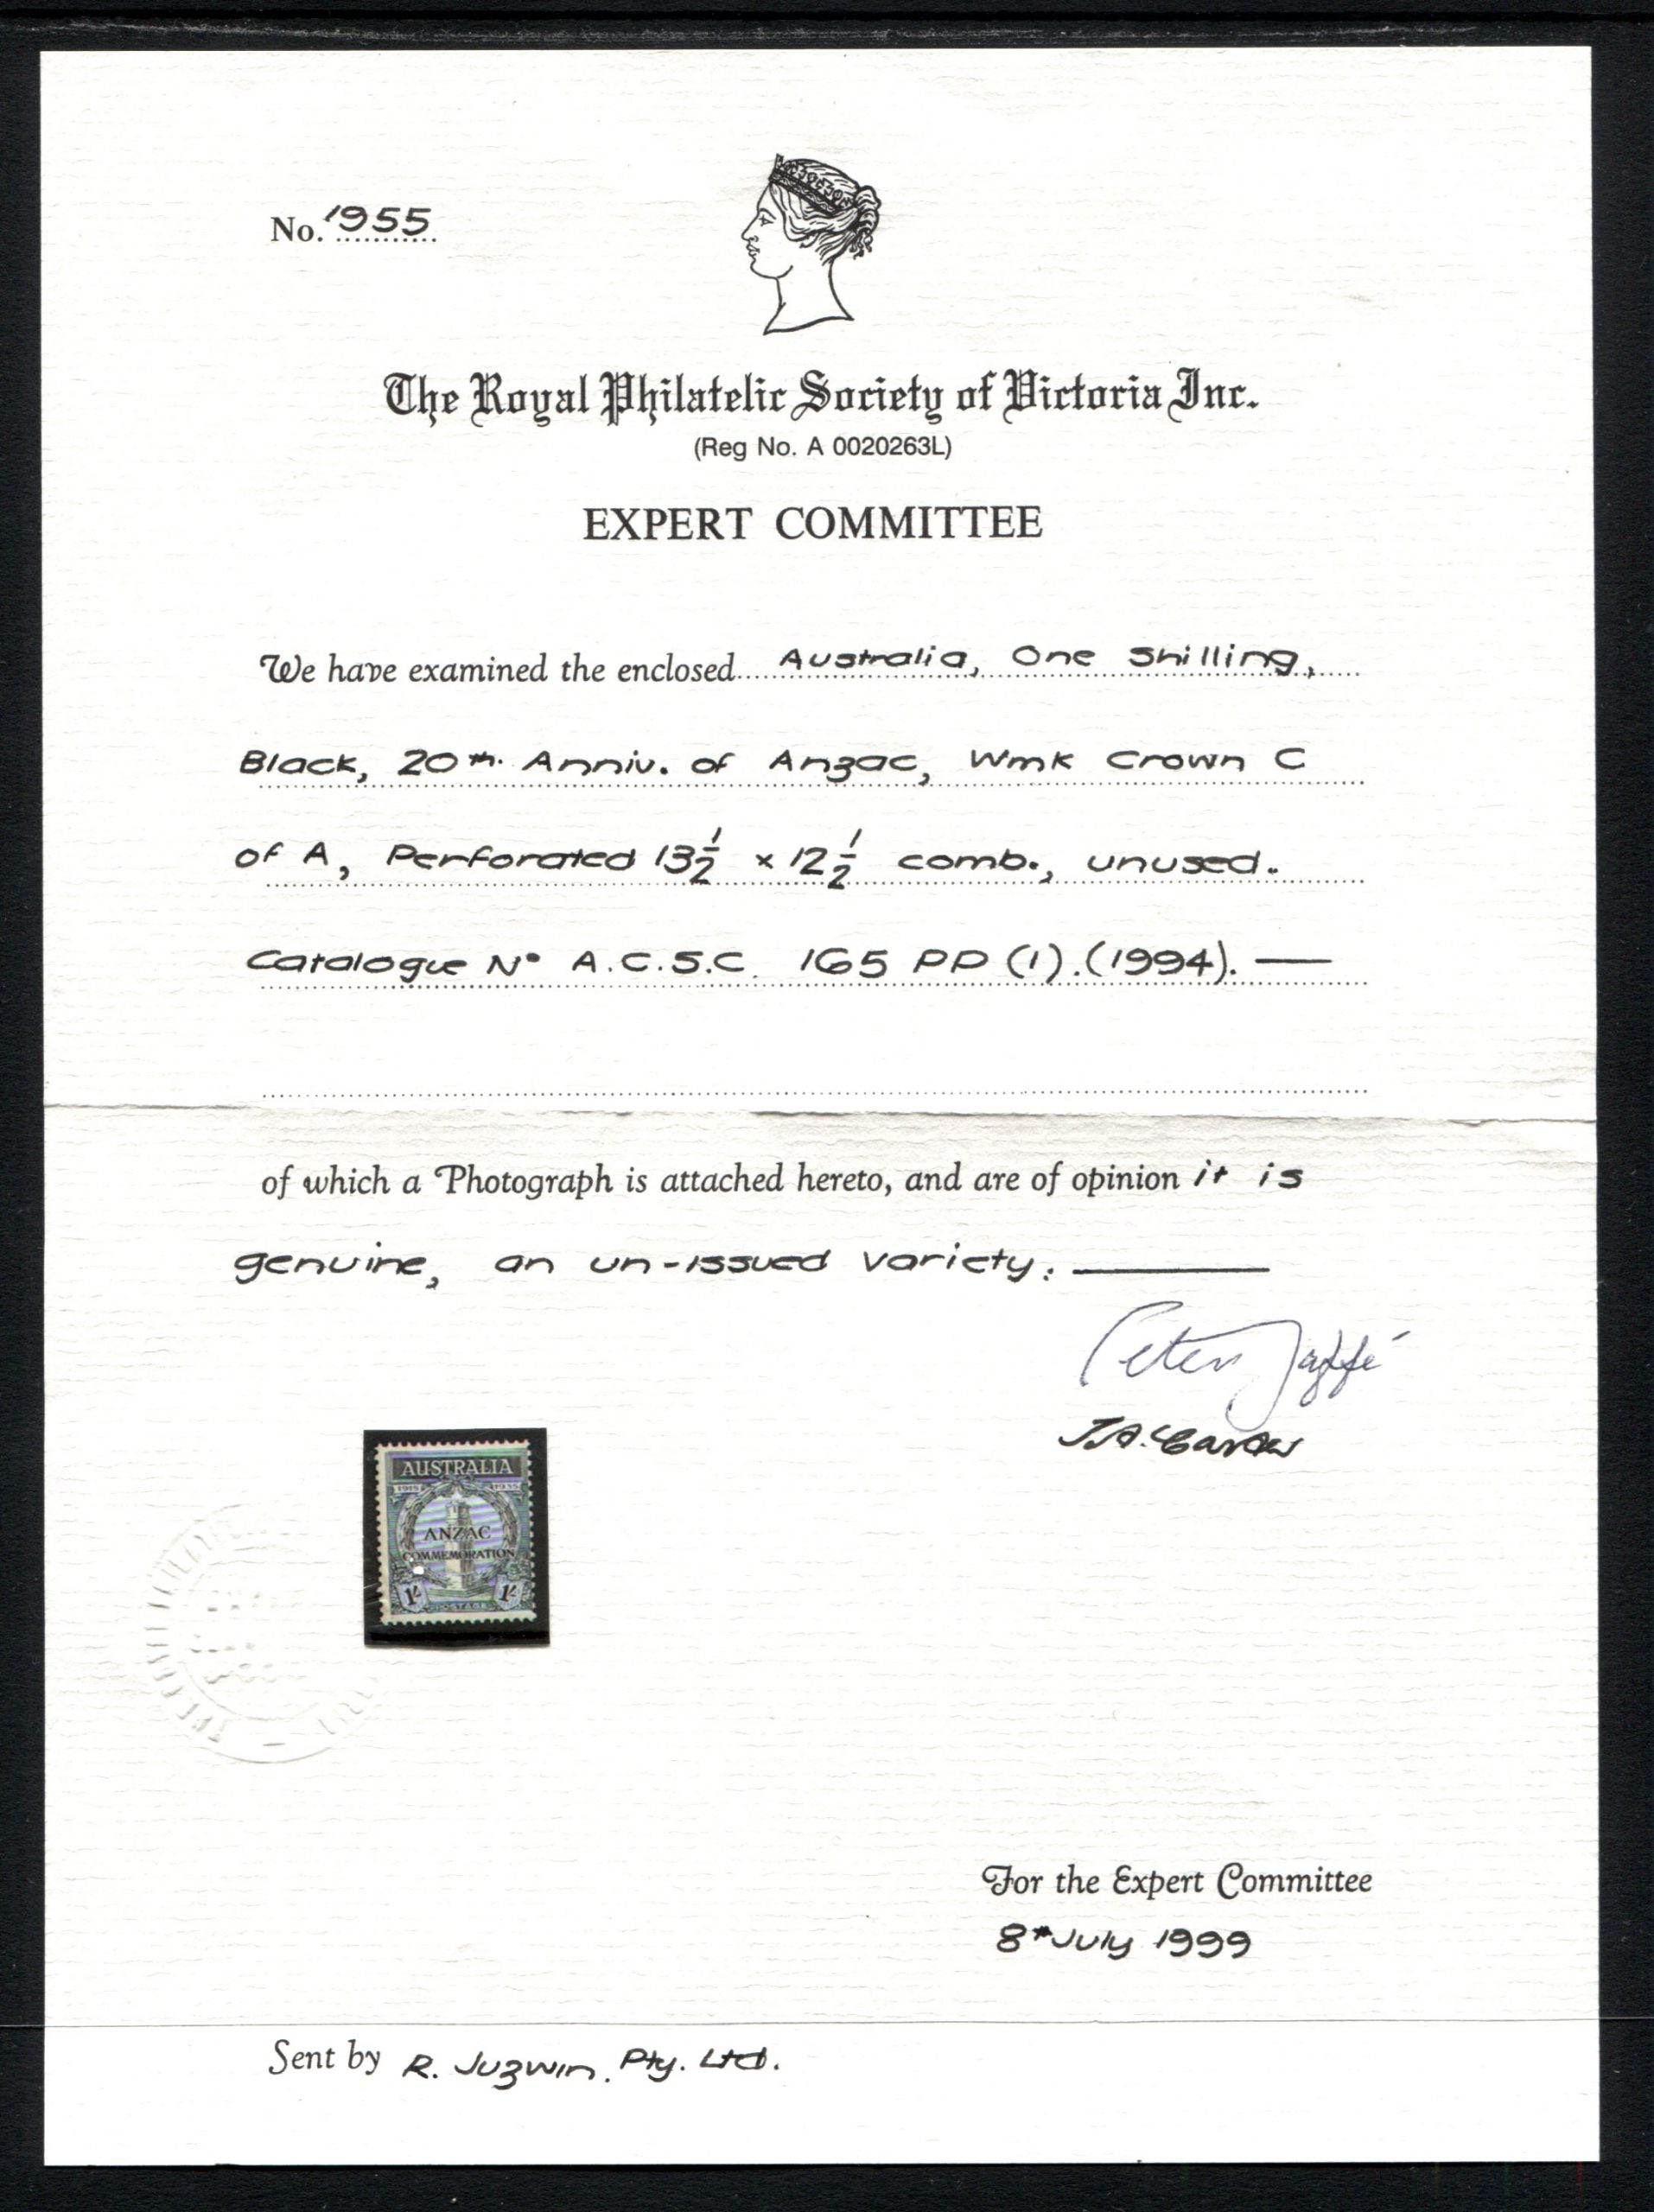 No. 1955
The Royal Philatelic Society of Victoria Inc.
(Reg No. A 0020263L)
EXPERT COMMITTEE
We have examined the enclosed Australia, One Shilling,
Black, 20th. Anniv. of Anzac, Wmk Crown C
of A, Perforated 13½ x 12½ comb., unused.
Catalogue No A.C.S.C. 165 PP (1). (1994). —
of which a Photograph is attached hereto, and are of opinion it is
genuine, an un-issued variety. —
Peter Jaffé
AUSTRALIA
1915 1935
ANZAC
COMMEMORATION
1/- 1/-
POSTAGE
For the Expert Committee
8th July 1999
Sent by R. Juzwin. Pty. Ltd.